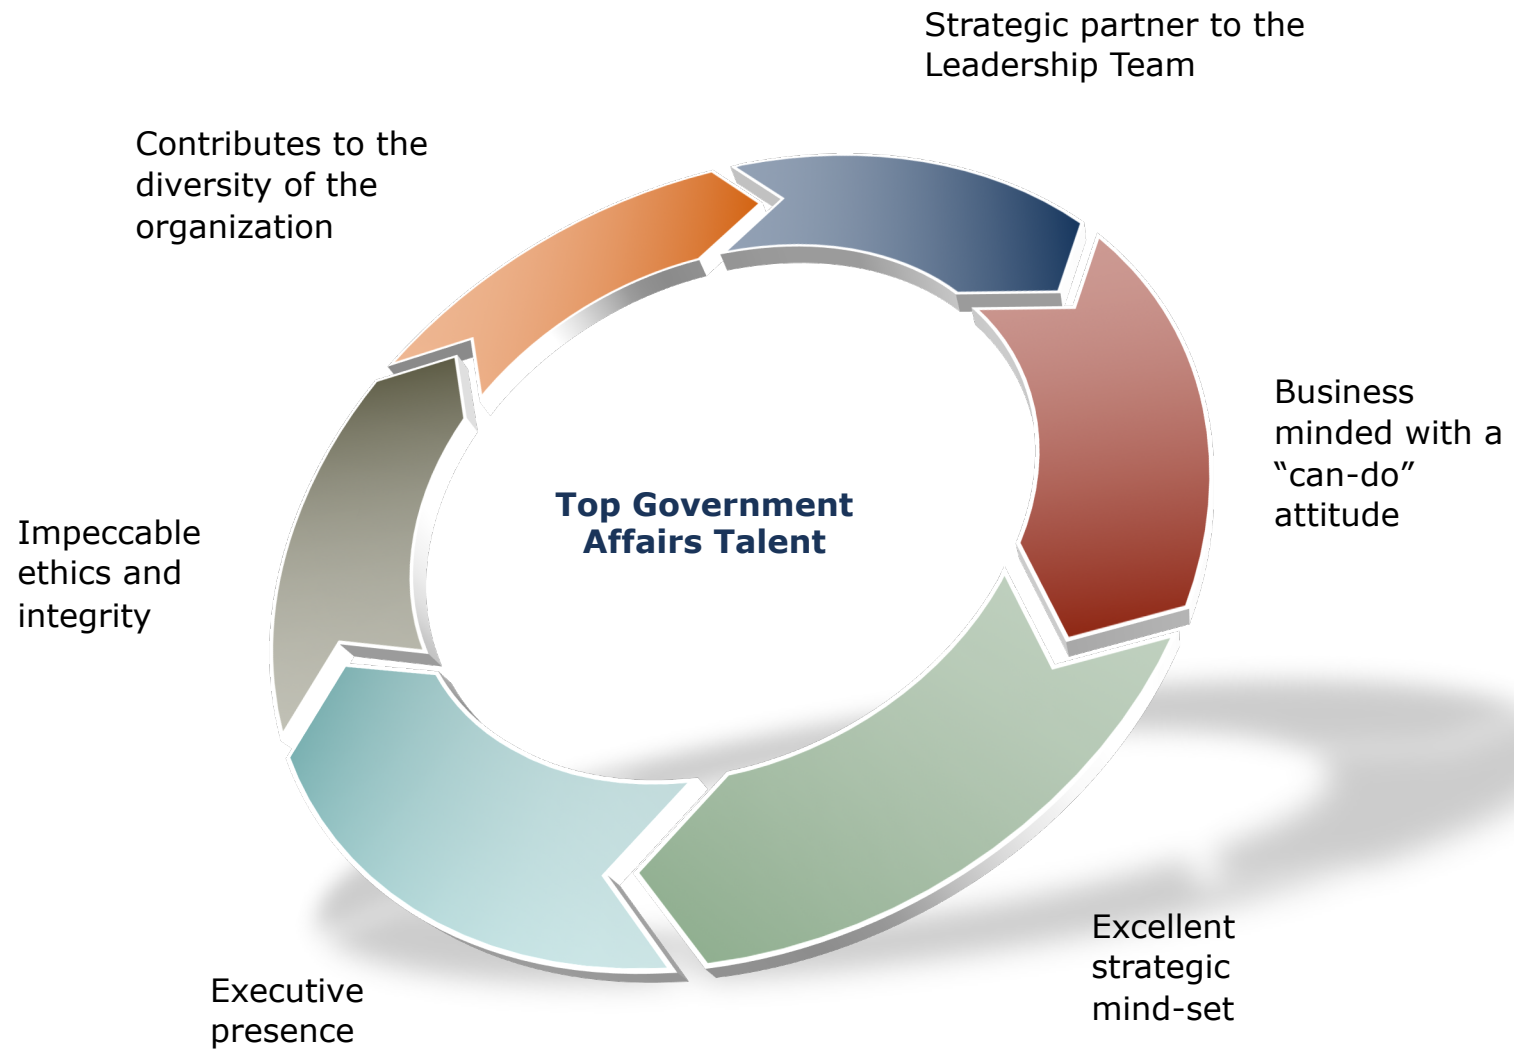 Strategic partner to the
Leadership Team
Contributes to the
diversity of the
organization
Business
minded with a
“can-do”
attitude
Top Government
Affairs Talent
Impeccable
ethics and
integrity
Excellent
strategic
mind-set
Executive
presence